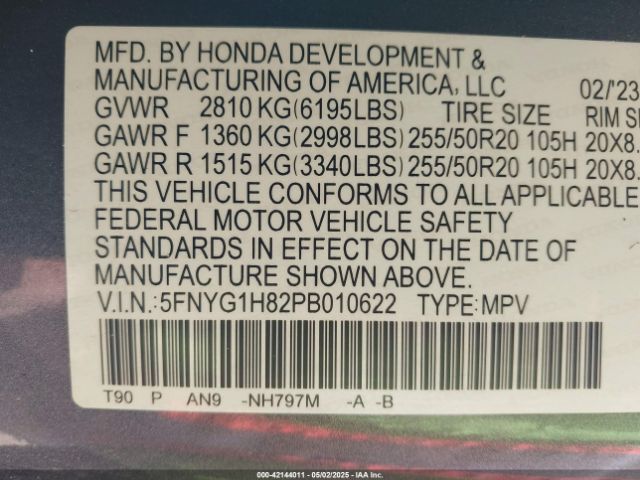 MFD. BY HONDA DEVELOPMENT &
MANUFACTURING OF AMERICA, LLC 02/'23
GVWR 2810 KG(6195LBS) TIRE SIZE RIM
GAWR F 1360 KG(2998LBS) 255/50R20 105H 20X8.
GAWR R 1515 KG(3340LBS) 255/50R20 105H 20X8.
THIS VEHICLE CONFORMS TO ALL APPLICABLE
FEDERAL MOTOR VEHICLE SAFETY
STANDARDS IN EFFECT ON THE DATE OF
MANUFACTURE SHOWN ABOVE.
V.I.N.:5FNYG1H82PB010622 TYPE:MPV
T90 P AN9 -NH797M -A -B
000-42144011 - 05/02/2025 - IAAI.COM